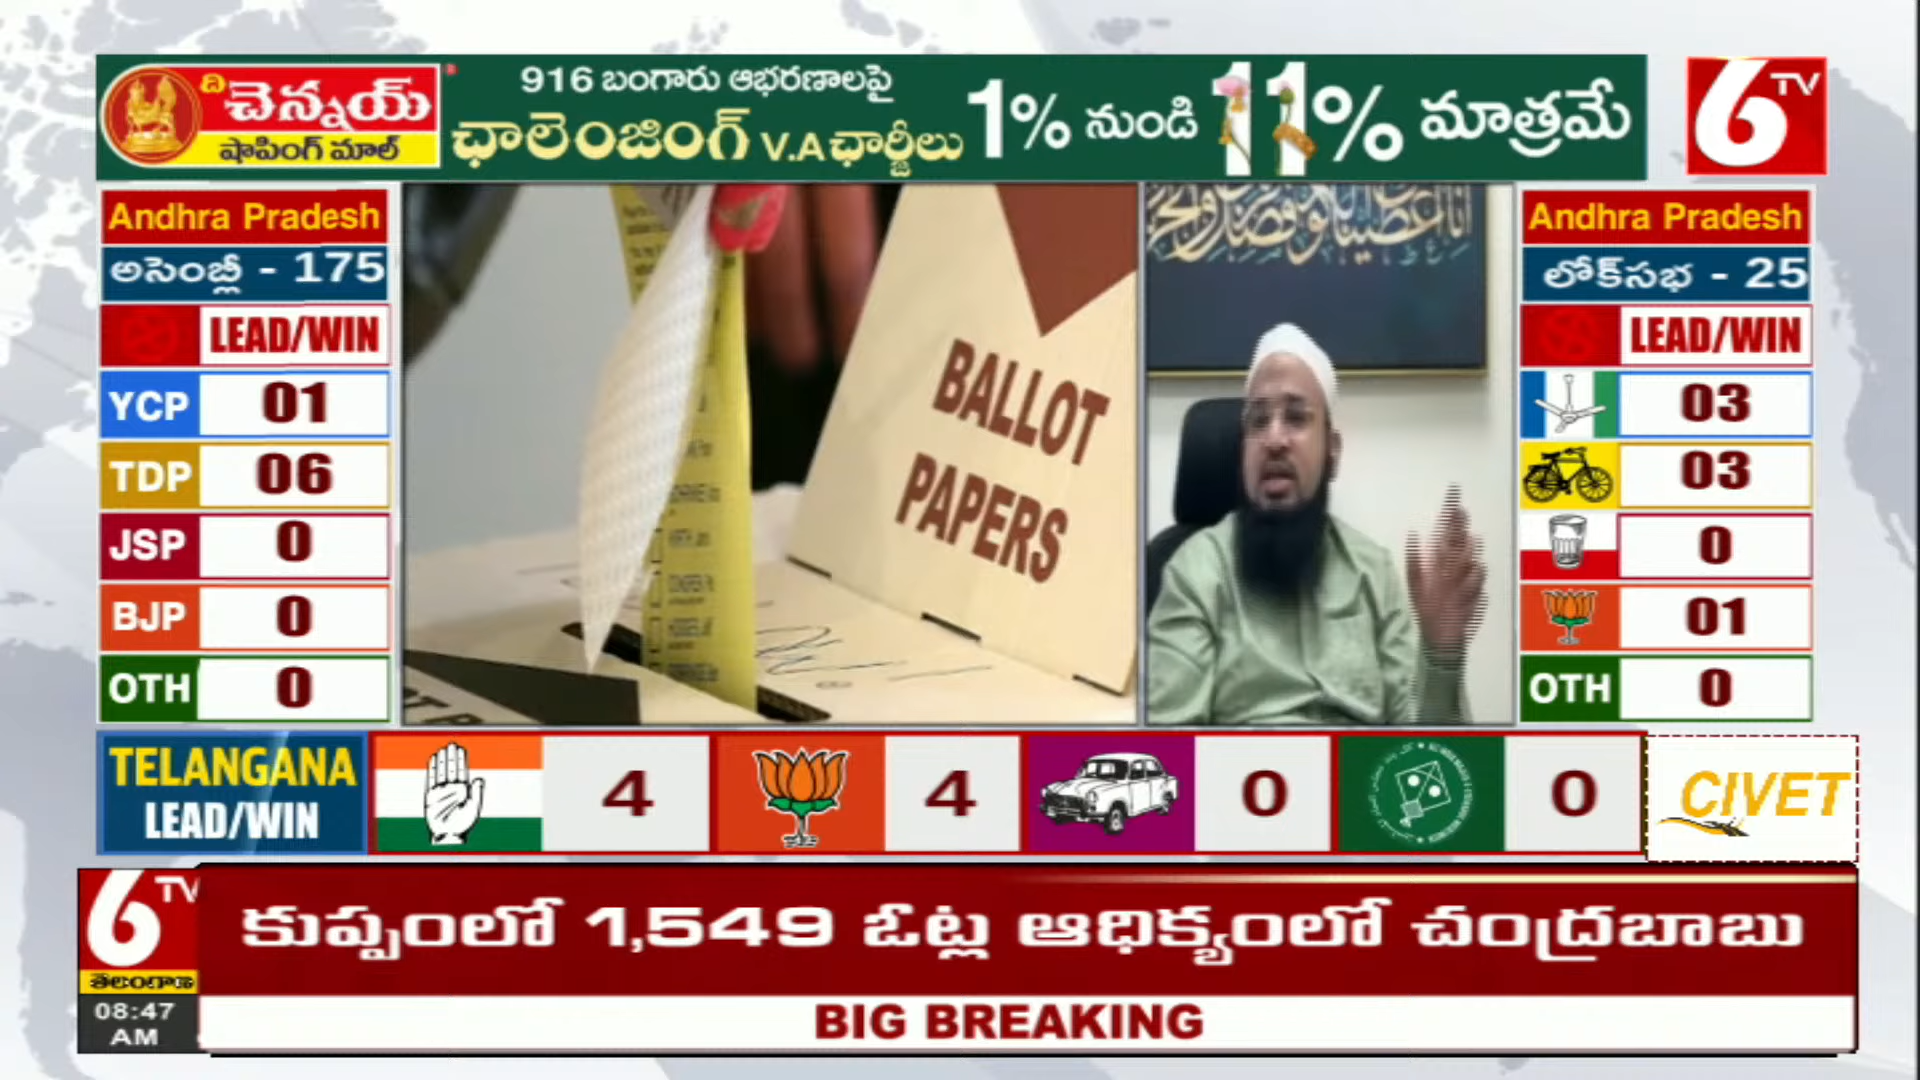 ది చెన్నయ్
షాపింగ్ మాల్
916 బంగారు ఆభరణాలపై
ఛాలెంజింగ్ V.A ఛార్జీలు
1% నుండి 11% మాత్రమే
6 TV
Andhra Pradesh
అసెంబ్లీ - 175
LEAD/WIN
YCP 01
TDP 06
JSP 0
BJP 0
OTH 0
BALLOT
PAPERS
Andhra Pradesh
లోక్‌సభ - 25
LEAD/WIN
03
03
0
01
OTH 0
TELANGANA
LEAD/WIN
4
4
0
0
CIVET
6 TV
తెలంగాణ
08:47
AM
కుప్పంలో 1,549 ఓట్ల ఆధిక్యంలో చంద్రబాబు
BIG BREAKING